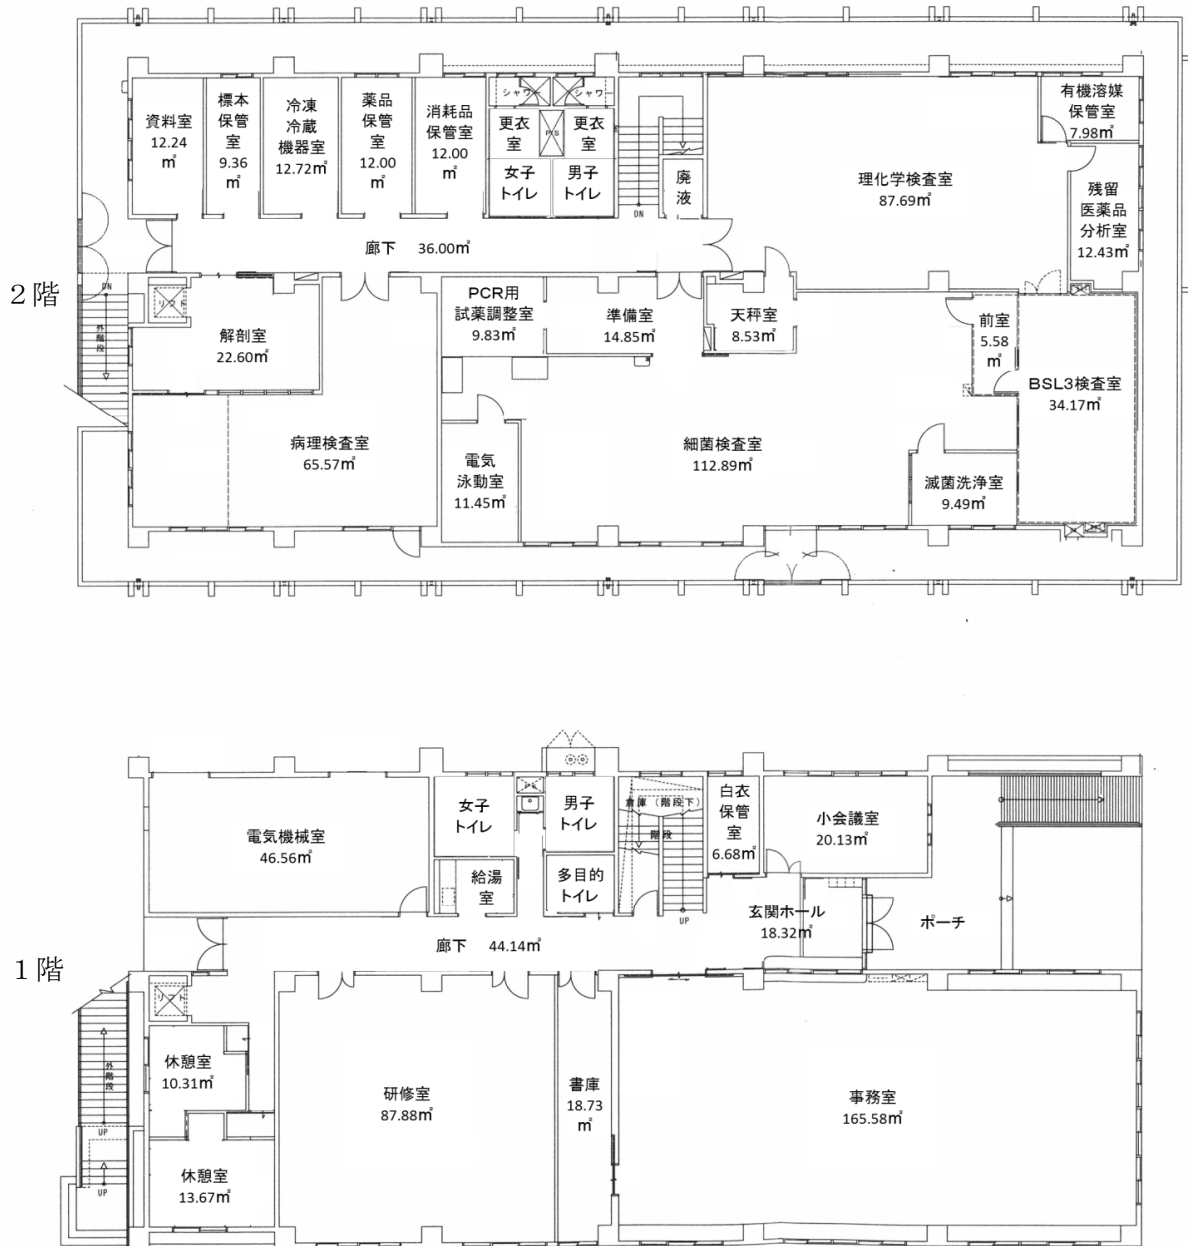 2階
資料室
12.24
㎡
標本
保管
室
9.36
㎡
冷凍
冷蔵
機器室
12.72㎡
薬品
保管
室
12.00
㎡
消耗品
保管室
12.00
㎡
シャワー
シャワー
更衣
室
PS
更衣
室
女子
トイレ
男子
トイレ
DN
廃
液
理化学検査室
87.69㎡
有機溶媒
保管室
7.98㎡
残留
医薬品
分析室
12.43㎡
廊下 36.00㎡
DN
外階段
リフト
解剖室
22.60㎡
PCR用
試薬調整室
9.83㎡
準備室
14.85㎡
天秤室
8.53㎡
前室
5.58
㎡
BSL3検査室
34.17㎡
病理検査室
65.57㎡
電気
泳動室
11.45㎡
細菌検査室
112.89㎡
滅菌洗浄室
9.49㎡
1階
電気機械室
46.56㎡
女子
トイレ
PS
男子
トイレ
給湯
室
多目的
トイレ
倉庫(階段下)
階段
UP
白衣
保管
室
6.68㎡
小会議室
20.13㎡
玄関ホール
18.32㎡
ポーチ
廊下 44.14㎡
リフト
外階段
UP
UP
休憩室
10.31㎡
休憩室
13.67㎡
研修室
87.88㎡
書庫
18.73
㎡
事務室
165.58㎡